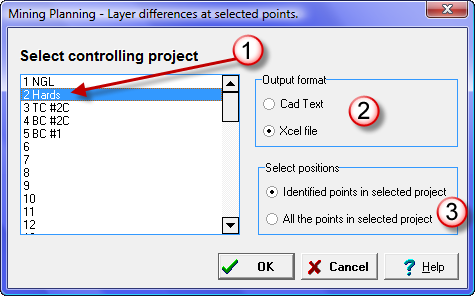 Mining Planning - Layer differences at selected points.
Select controlling project
1
1 NGL
2 Hards
3 TC #2C
4 BC #2C
5 BC #1
6
7
8
9
10
11
12
Output format
Cad Text
Xcel file
2
Select positions
Identified points in selected project
All the points in selected project
3
OK
Cancel
? Help